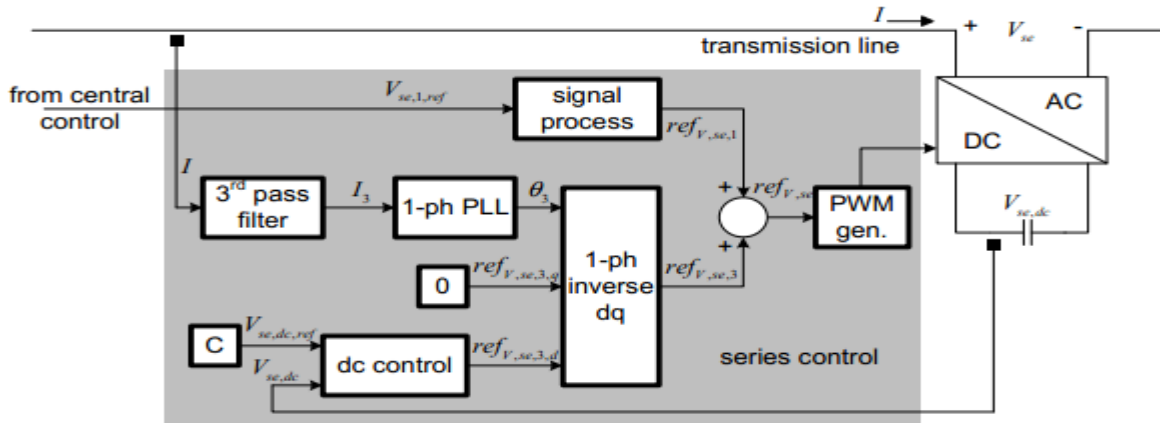 I
+ V_se -
transmission line
from central
control
V_se,1,ref
signal
process
ref_V,se,1
AC
DC
I
3rd pass
filter
I_3
1-ph PLL
θ_3
+
+
ref_V,se
PWM
gen.
V_se,dc
0
ref_V,se,3,q
1-ph
inverse
dq
ref_V,se,3
C
V_se,dc,ref
V_se,dc
dc control
ref_V,se,3,d
series control